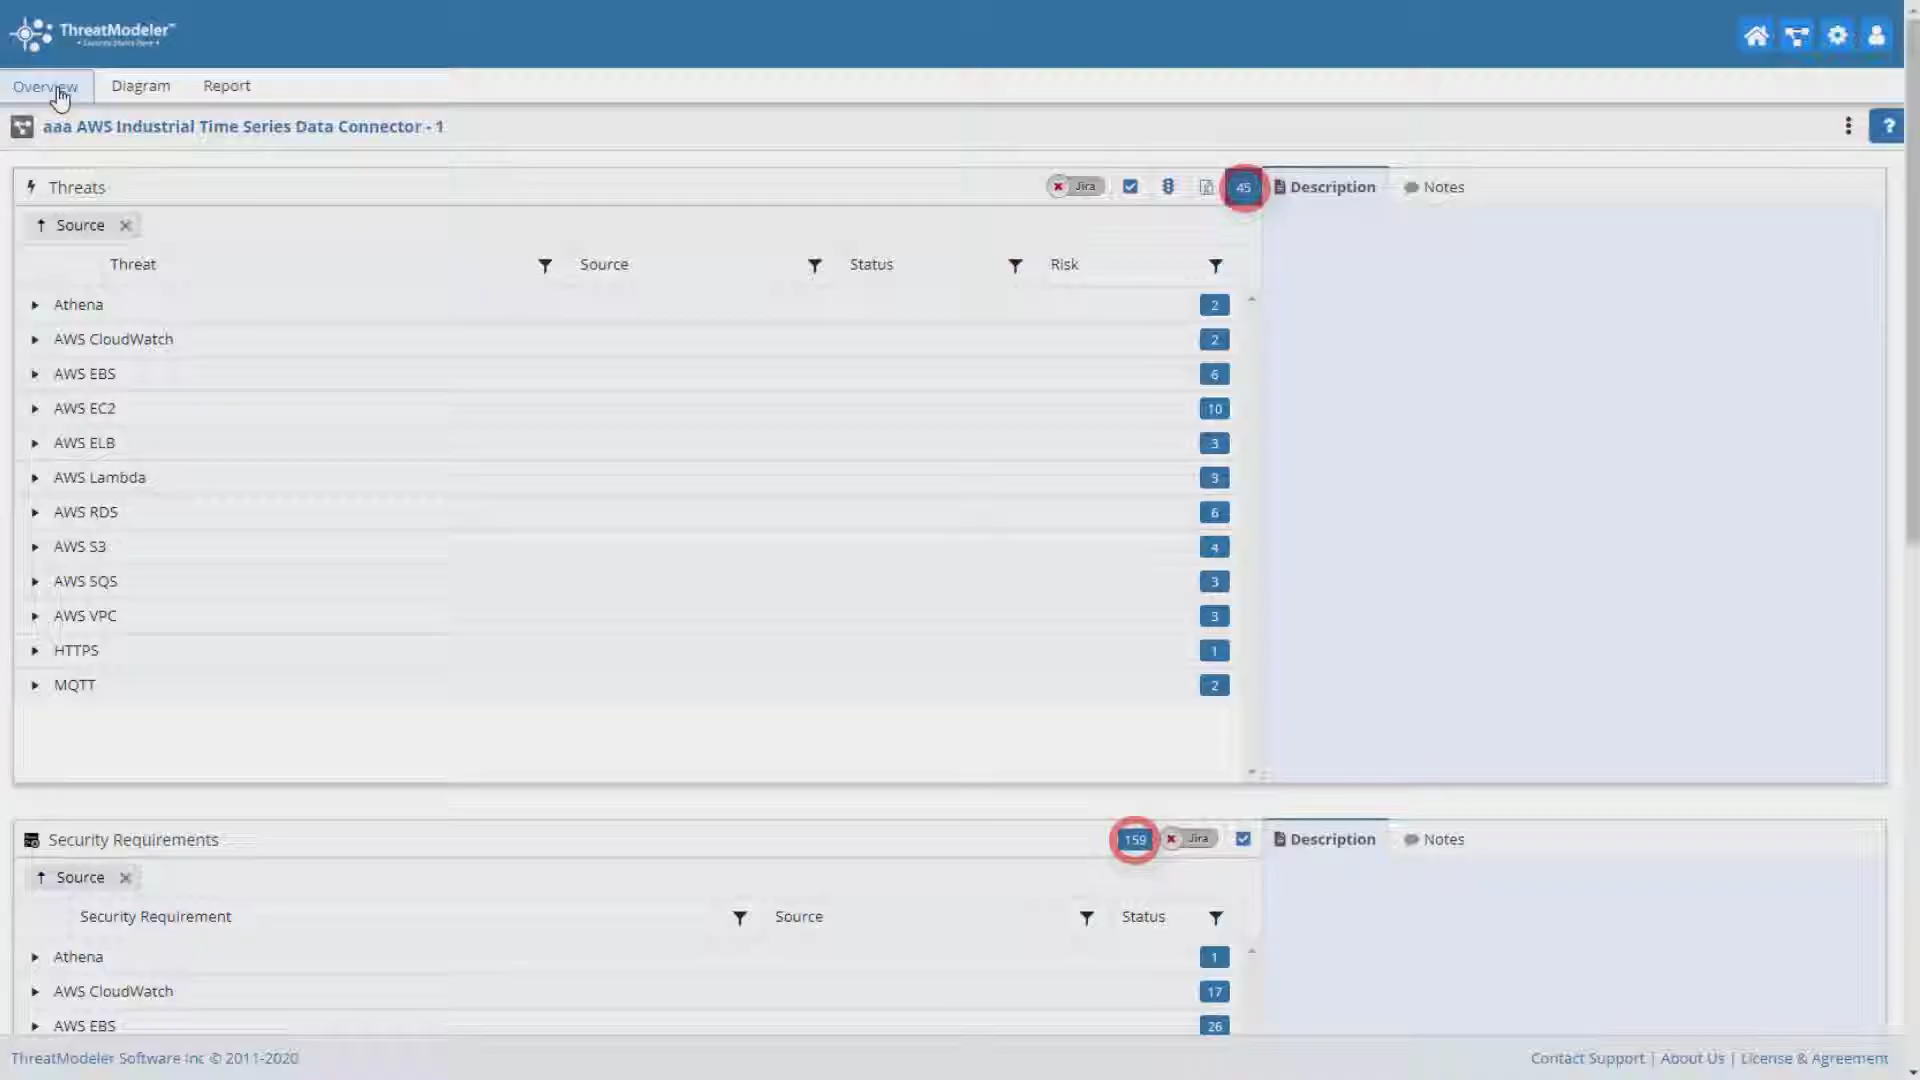 ThreatModeler™
Overview Diagram Report
aaa AWS Industrial Time Series Data Connector - 1
?
Threats Jira 45 Description Notes
Source
Threat Source Status Risk
Athena 2
AWS CloudWatch 2
AWS EBS 6
AWS EC2 10
AWS ELB 3
AWS Lambda 3
AWS RDS 6
AWS S3 4
AWS SQS 3
AWS VPC 3
HTTPS 1
MQTT 2
Security Requirements 159 Jira Description Notes
Source
Security Requirement Source Status
Athena 1
AWS CloudWatch 17
AWS EBS 26
ThreatModeler Software Inc © 2011-2020 Contact Support | About Us | License & Agreement